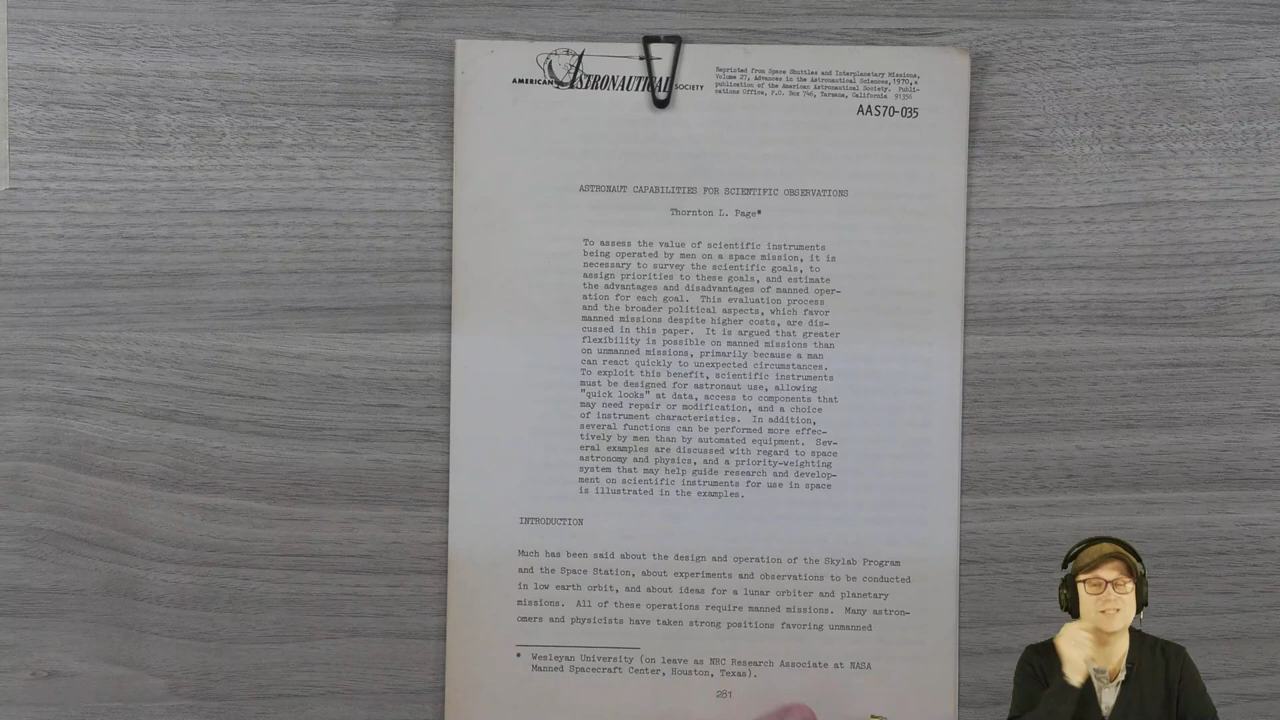 AMERICAN ASTRONAUTICAL SOCIETY
Reprinted from Space Shuttles and Interplanetary Missions,
Volume 27, Advances in the Astronautical Sciences, 1970, a
publication of the American Astronautical Society. Publi-
cations Office, P.O. Box 746, Tarzana, California 91356
AAS70-035
ASTRONAUT CAPABILITIES FOR SCIENTIFIC OBSERVATIONS
Thornton L. Page*
To assess the value of scientific instruments
being operated by men on a space mission, it is
necessary to survey the scientific goals, to
assign priorities to these goals, and estimate
the advantages and disadvantages of manned oper-
ation for each goal. This evaluation process
and the broader political aspects, which favor
manned missions despite higher costs, are dis-
cussed in this paper. It is argued that greater
flexibility is possible on manned missions than
on unmanned missions, primarily because a man
can react quickly to unexpected circumstances.
To exploit this benefit, scientific instruments
must be designed for astronaut use, allowing
"quick looks" at data, access to components that
may need repair or modification, and a choice
of instrument characteristics. In addition,
several functions can be performed more effec-
tively by men than by automated equipment. Sev-
eral examples are discussed with regard to space
astronomy and physics, and a priority-weighting
system that may help guide research and develop-
ment on scientific instruments for use in space
is illustrated in the examples.
INTRODUCTION
Much has been said about the design and operation of the Skylab Program
and the Space Station, about experiments and observations to be conducted
in low earth orbit, and about ideas for a lunar orbiter and planetary
missions. All of these operations require manned missions. Many astron-
omers and physicists have taken strong positions favoring unmanned
* Wesleyan University (on leave as NRC Research Associate at NASA
Manned Spacecraft Center, Houston, Texas).
281